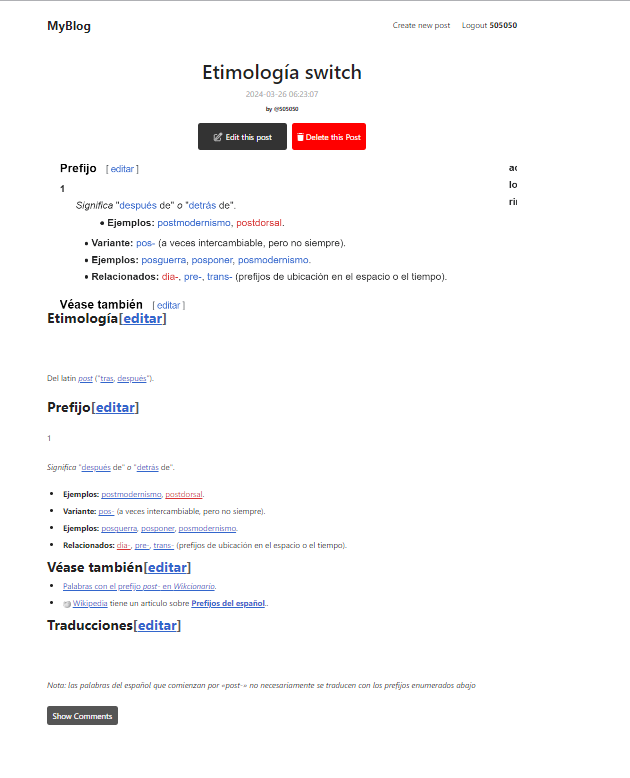 MyBlog
Create new post Logout 505050
Etimología switch
2024-03-26 06:23:07
by @505050
Edit this post Delete this Post
Prefijo [ editar ]
1
Significa "después de" o "detrás de".
• Ejemplos: postmodernismo, postdorsal.
• Variante: pos- (a veces intercambiable, pero no siempre).
• Ejemplos: posguerra, posponer, posmodernismo.
• Relacionados: dia-, pre-, trans- (prefijos de ubicación en el espacio o el tiempo).
Véase también [ editar ]
Etimología[editar]
Del latín post ("tras, después").
Prefijo[editar]
1
Significa "después de" o "detrás de".
• Ejemplos: postmodernismo, postdorsal.
• Variante: pos- (a veces intercambiable, pero no siempre).
• Ejemplos: posguerra, posponer, posmodernismo.
• Relacionados: dia-, pre-, trans- (prefijos de ubicación en el espacio o el tiempo).
Véase también[editar]
• Palabras con el prefijo post- en Wikcionario.
• Wikipedia tiene un artículo sobre Prefijos del español..
Traducciones[editar]
Nota: las palabras del español que comienzan por «post-» no necesariamente se traducen con los prefijos enumerados abajo
Show Comments